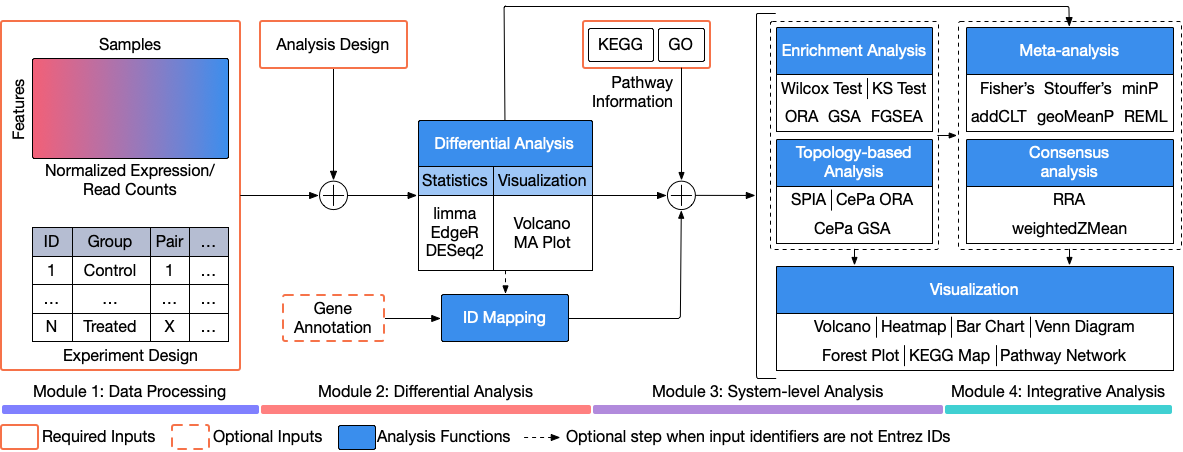 Samples
Features
Normalized Expression/
Read Counts
ID Group Pair …
1 Control 1 …
… … … …
N Treated X …
Experiment Design
Analysis Design
Differential Analysis
Statistics Visualization
limma
EdgeR
DESeq2
Volcano
MA Plot
Gene
Annotation
ID Mapping
KEGG GO
Pathway
Information
Enrichment Analysis
Wilcox Test KS Test
ORA GSA FGSEA
Topology-based
Analysis
SPIA CePa ORA
CePa GSA
Meta-analysis
Fisher's Stouffer's minP
addCLT geoMeanP REML
Consensus
analysis
RRA
weightedZMean
Visualization
Volcano Heatmap Bar Chart Venn Diagram
Forest Plot KEGG Map Pathway Network
Module 1: Data Processing
Module 2: Differential Analysis
Module 3: System-level Analysis
Module 4: Integrative Analysis
Required Inputs
Optional Inputs
Analysis Functions
Optional step when input identifiers are not Entrez IDs